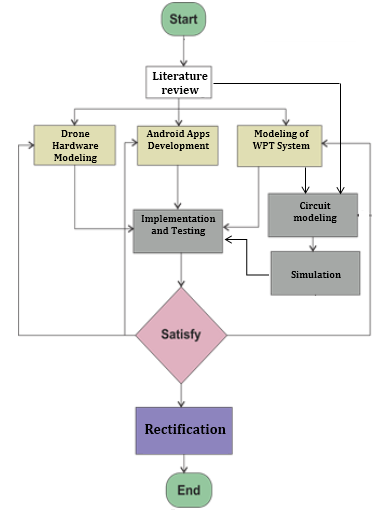 Start
Literature
review
Drone
Hardware
Modeling
Android Apps
Development
Modeling of
WPT System
Implementation
and Testing
Circuit
modeling
Simulation
Satisfy
Rectification
End